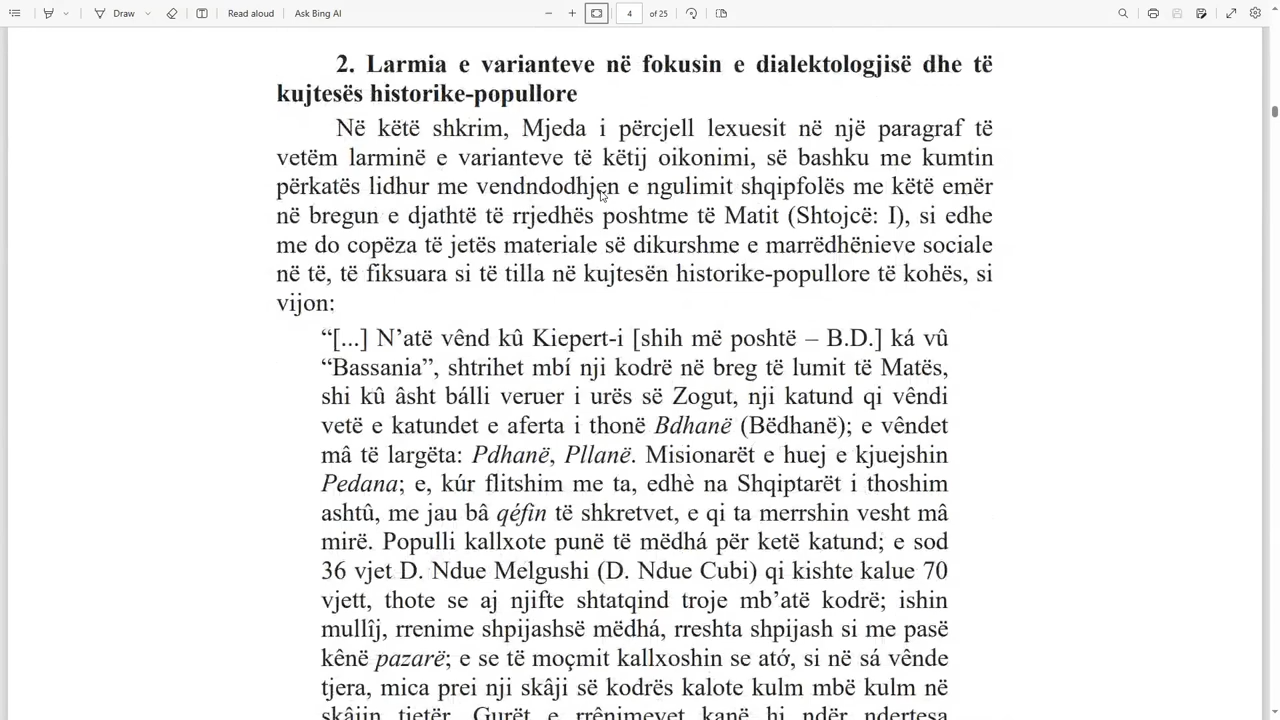 Draw
Read aloud
Ask Bing AI
4
of 25
2. Larmia e varianteve në fokusin e dialektologjisë dhe të
kujtesës historike-popullore
Në këtë shkrim, Mjeda i përcjell lexuesit në një paragraf të
vetëm larminë e varianteve të këtij oikonimi, së bashku me kumtin
përkatës lidhur me vendndodhjen e ngulimit shqipfolës me këtë emër
në bregun e djathtë të rrjedhës poshtme të Matit (Shtojcë: I), si edhe
me do copëza të jetës materiale së dikurshme e marrëdhënieve sociale
në të, të fiksuara si të tilla në kujtesën historike-popullore të kohës, si
vijon:
“[...] N’atë vênd kû Kiepert-i [shih më poshtë – B.D.] ká vû
“Bassania”, shtrihet mbí nji kodrë në breg të lumit të Matës,
shi kû âsht bálli veruer i urës së Zogut, nji katund qi vêndi
vetë e katundet e aferta i thonë Bdhanë (Bëdhanë); e vêndet
mâ të largëta: Pdhanë, Pllanë. Misionarët e huej e kjuejshin
Pedana; e, kúr flitshim me ta, edhè na Shqiptarët i thoshim
ashtû, me jau bâ qéfin të shkretvet, e qi ta merrshin vesht mâ
mirë. Populli kallxote punë të mëdhá për ketë katund; e sod
36 vjet D. Ndue Melgushi (D. Ndue Cubi) qi kishte kalue 70
vjett, thote se aj njifte shtatqind troje mb’atë kodrë; ishin
mullîj, rrenime shpijashsë mëdhá, rreshta shpijash si me pasë
kênë pazarë; e se të moçmit kallxoshin se ató, si në sá vênde
tjera, mica prei nji skâji së kodrës kalote kulm mbë kulm në
skâjin tjetër. Gurët e rrênimevet kanë hi ndër ndertesa